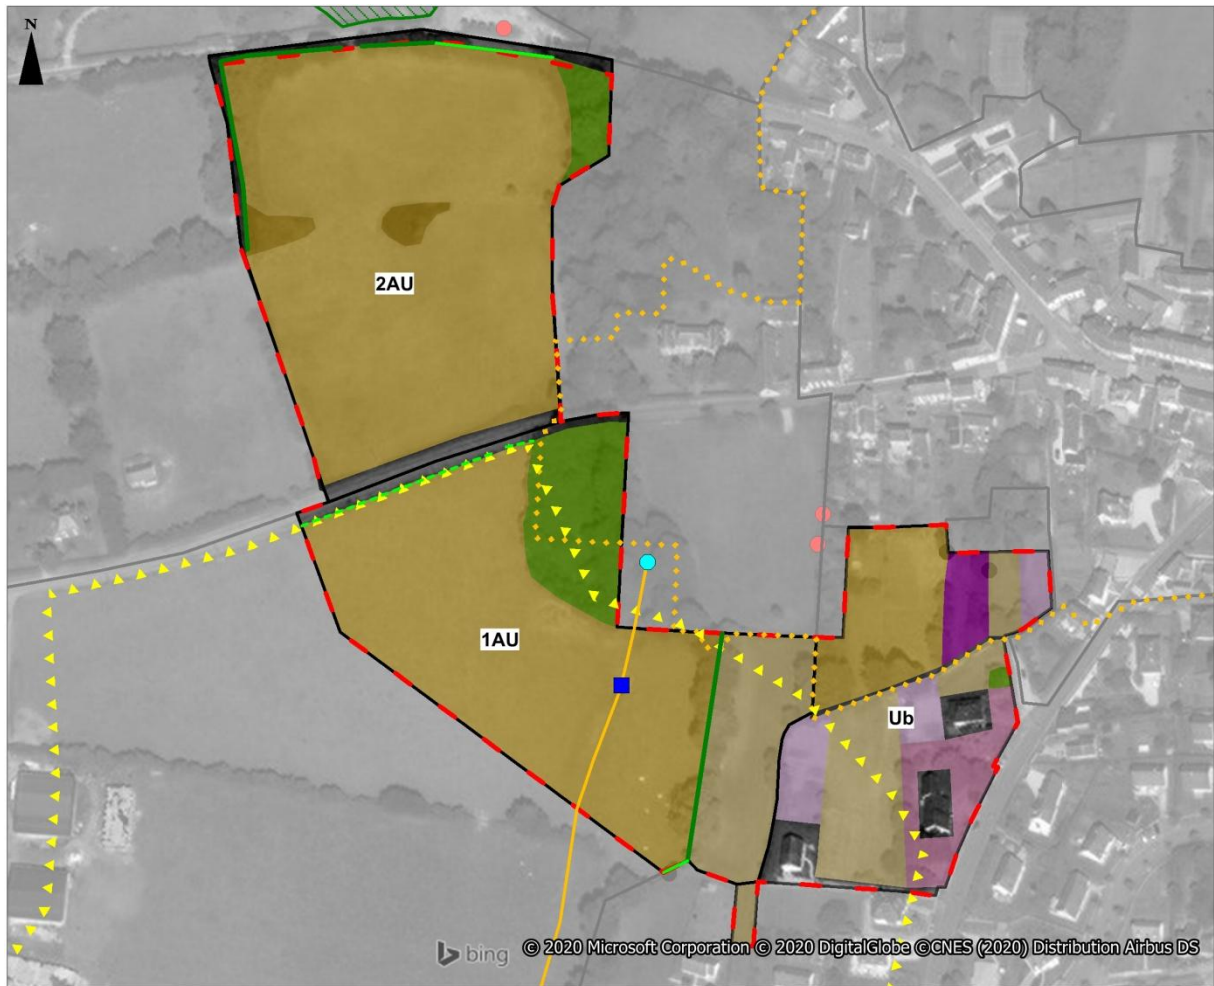 N
2AU
1AU
Ub
bing © 2020 Microsoft Corporation © 2020 DigitalGlobe ©CNES (2020) Distribution Airbus DS